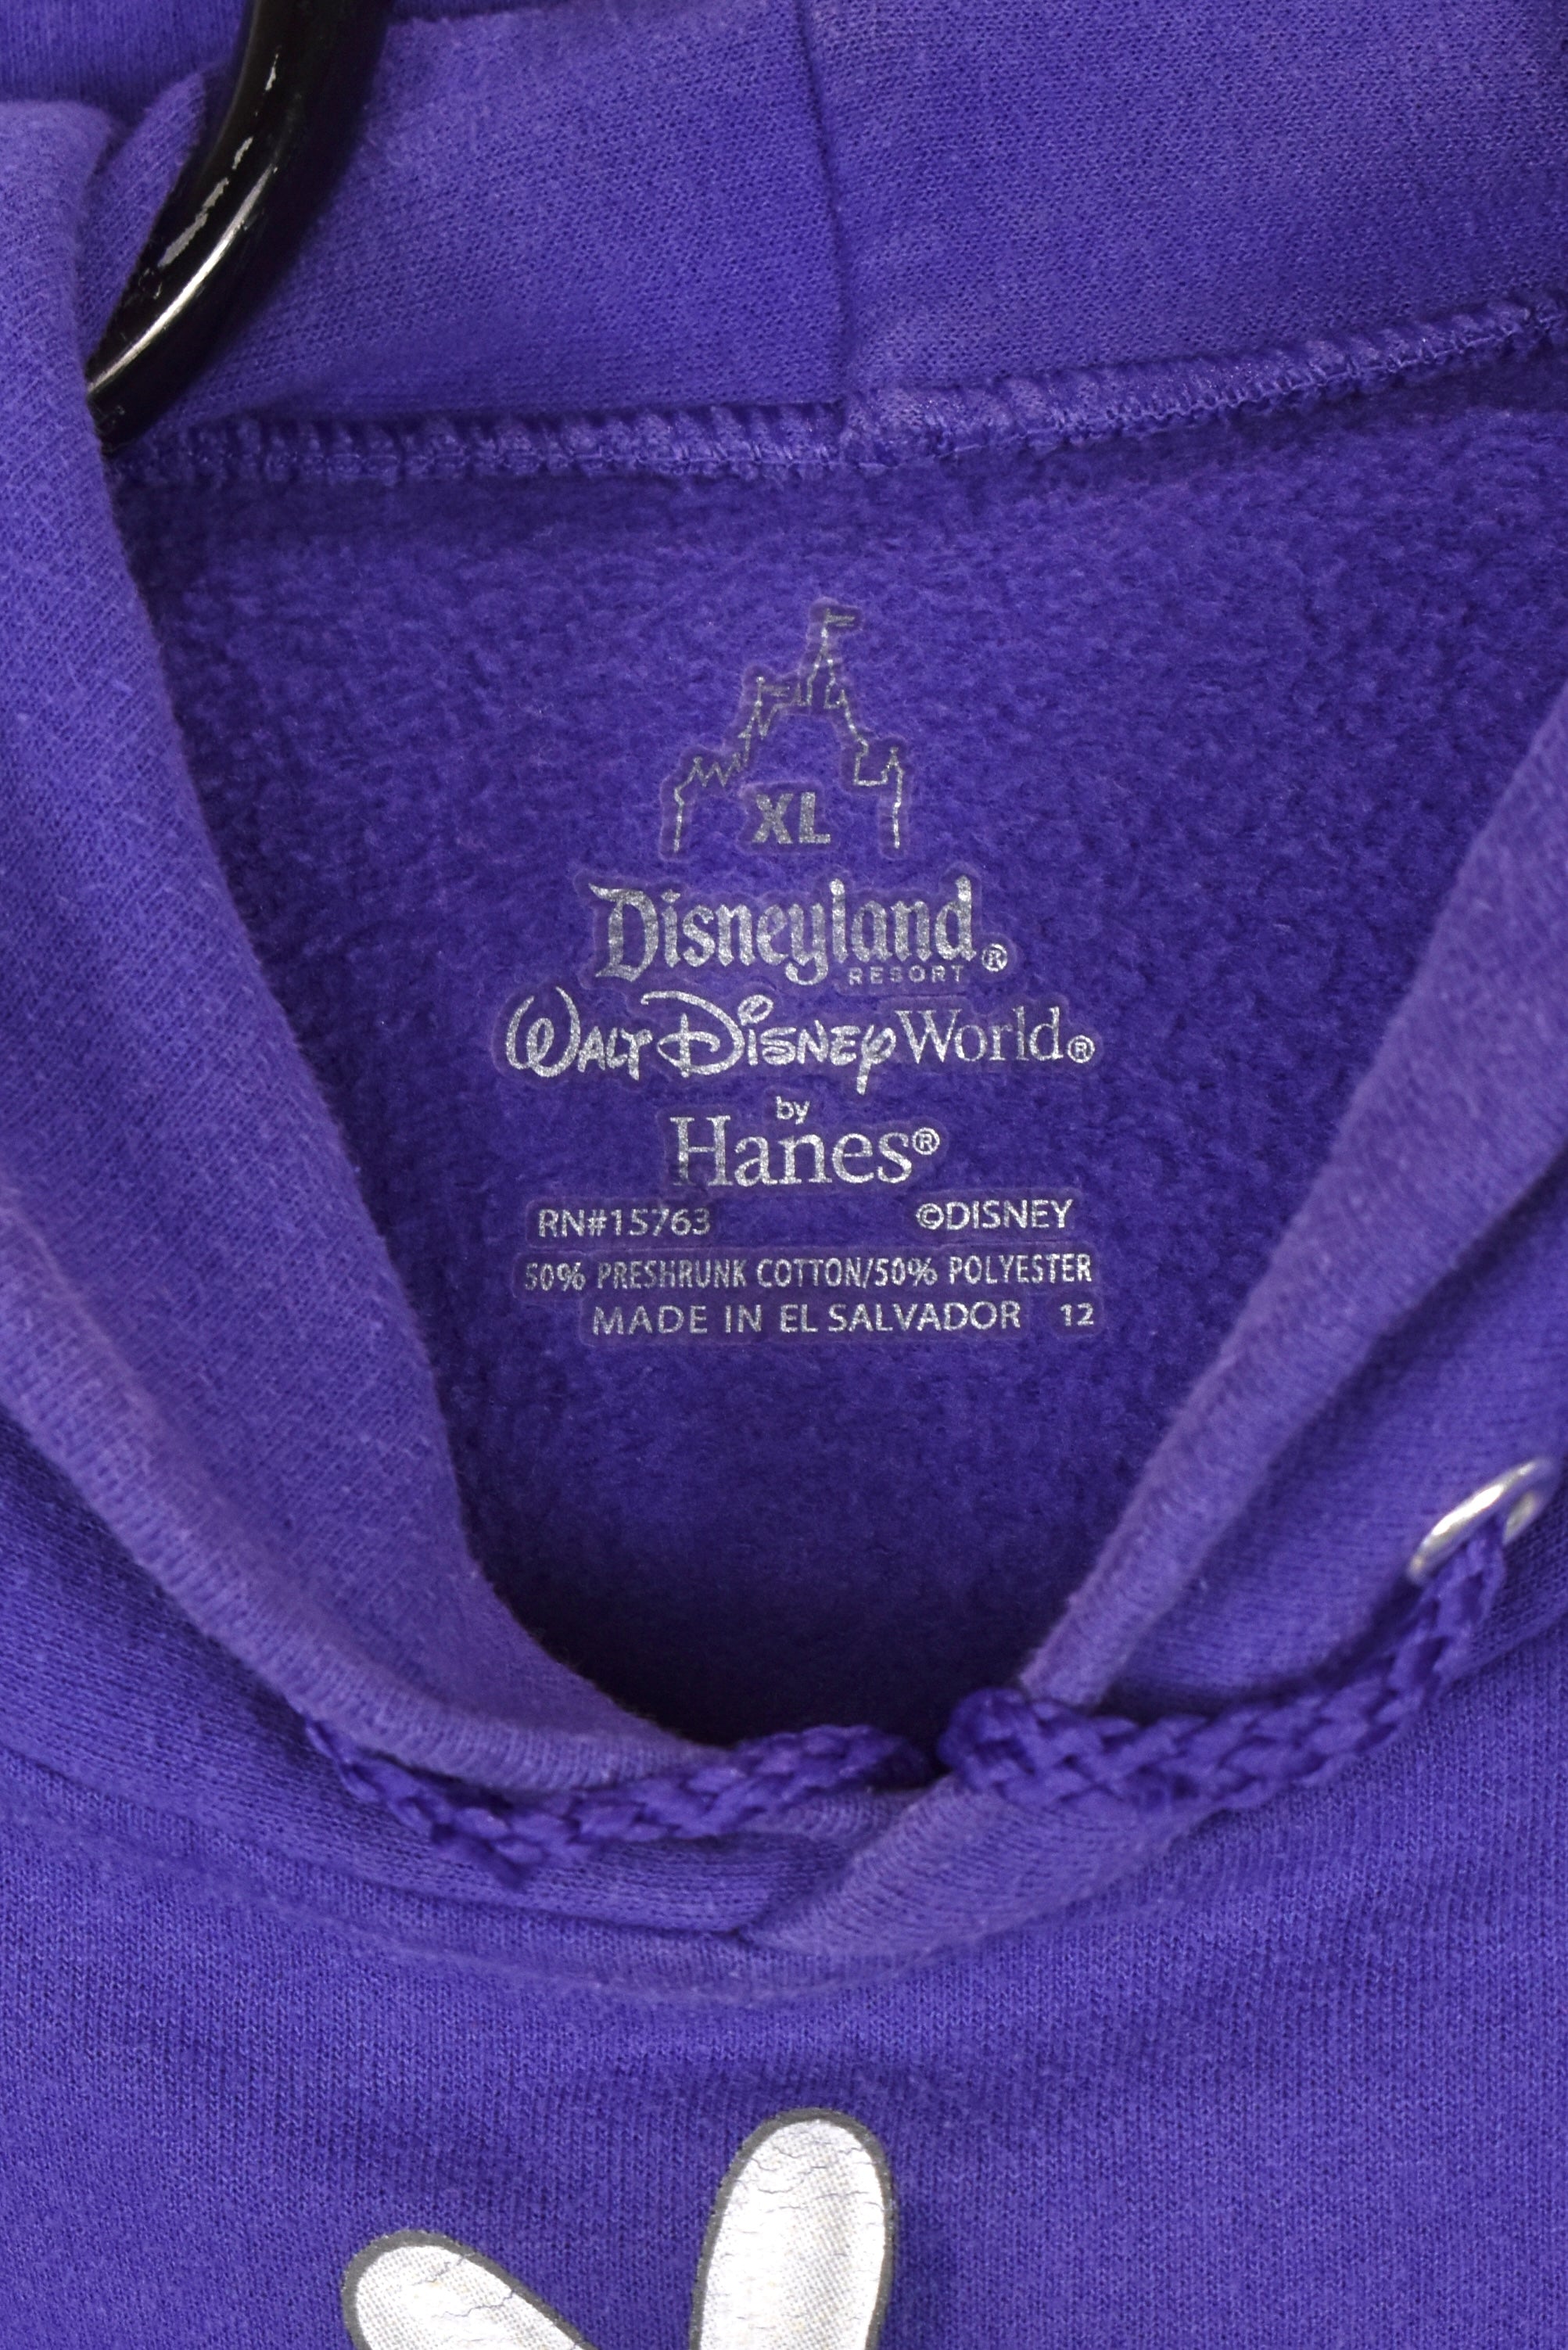 XL
Disneyland®
RESORT
WALT DISNEY World®
by
Hanes®
RN#15763 ©DISNEY
50% PRESHRUNK COTTON/50% POLYESTER
MADE IN EL SALVADOR 12